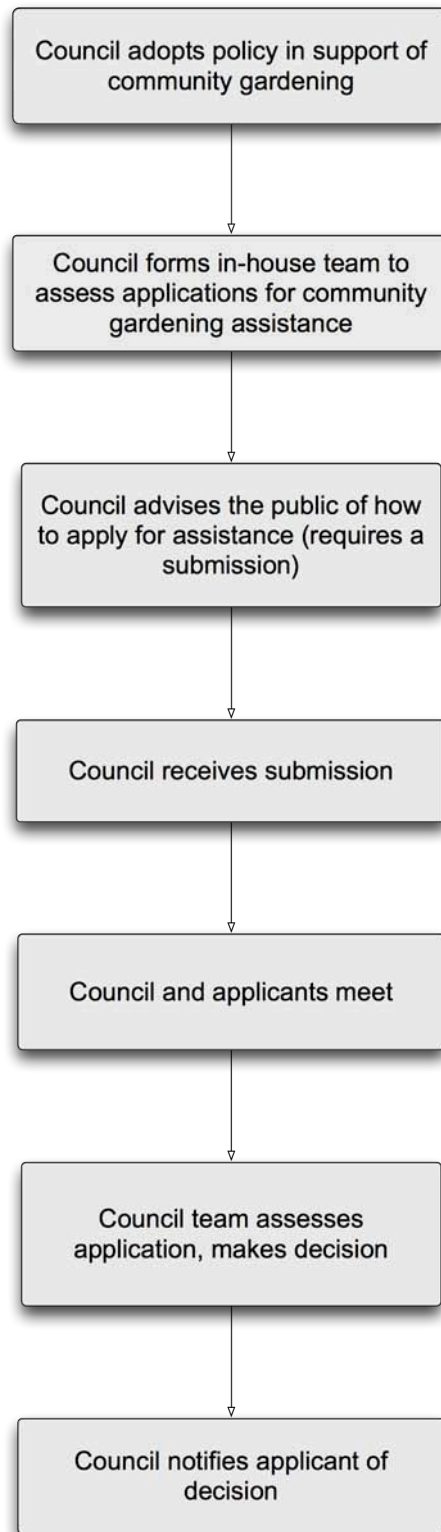 Council adopts policy in support of
community gardening
Council forms in-house team to
assess applications for community
gardening assistance
Council advises the public of how
to apply for assistance (requires a
submission)
Council receives submission
Council and applicants meet
Council team assesses
application, makes decision
Council notifies applicant of
decision